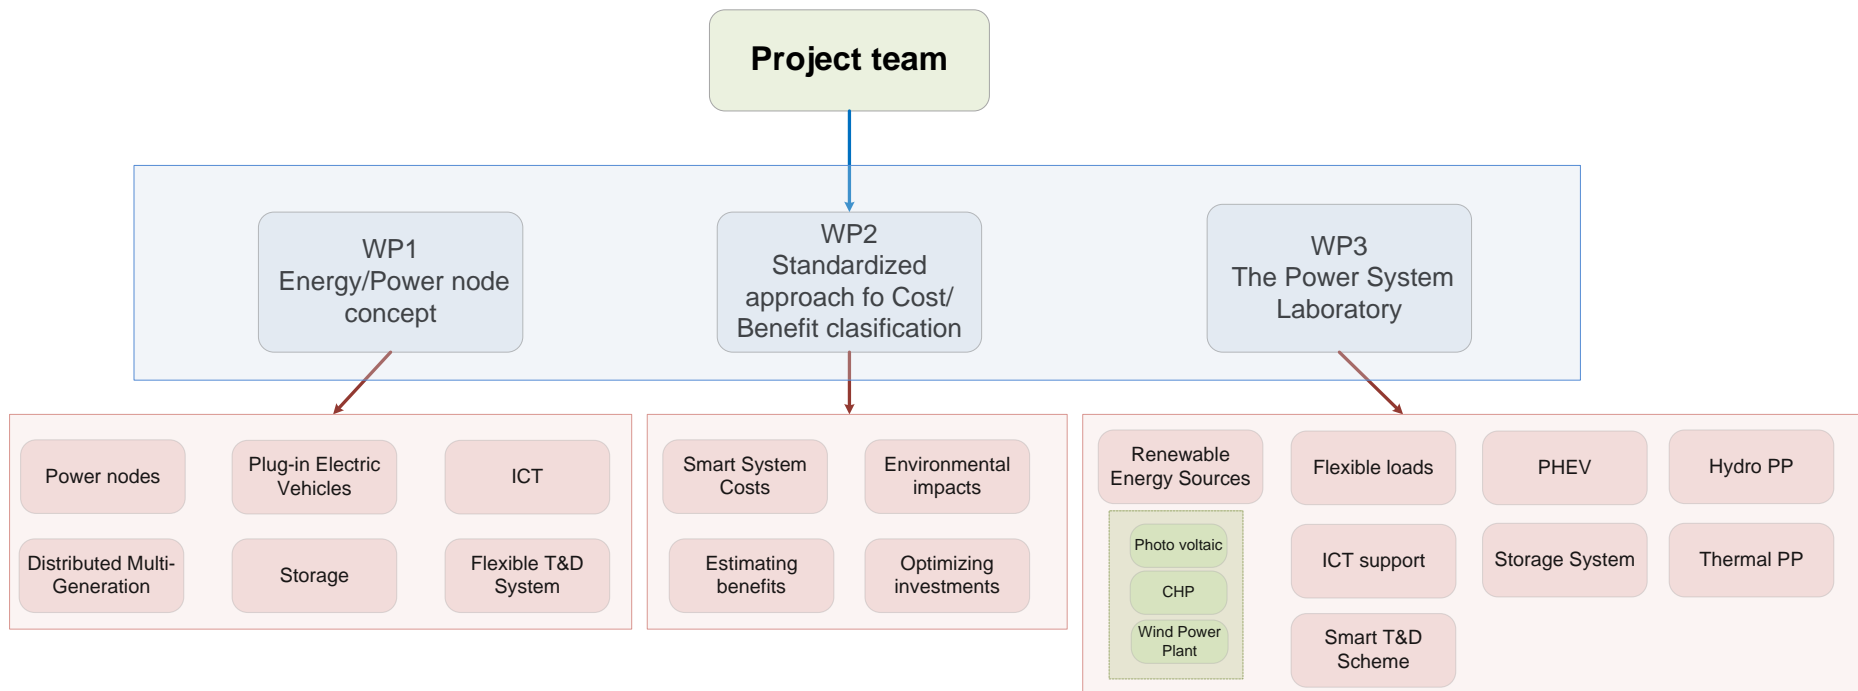 Project team
WP1
Energy/Power node
concept
WP2
Standardized
approach fo Cost/
Benefit clasification
WP3
The Power System
Laboratory
Power nodes
Plug-in Electric
Vehicles
ICT
Distributed Multi-
Generation
Storage
Flexible T&D
System
Smart System
Costs
Environmental
impacts
Estimating
benefits
Optimizing
investments
Renewable
Energy Sources
Flexible loads
PHEV
Hydro PP
Photo voltaic
CHP
Wind Power
Plant
ICT support
Storage System
Thermal PP
Smart T&D
Scheme